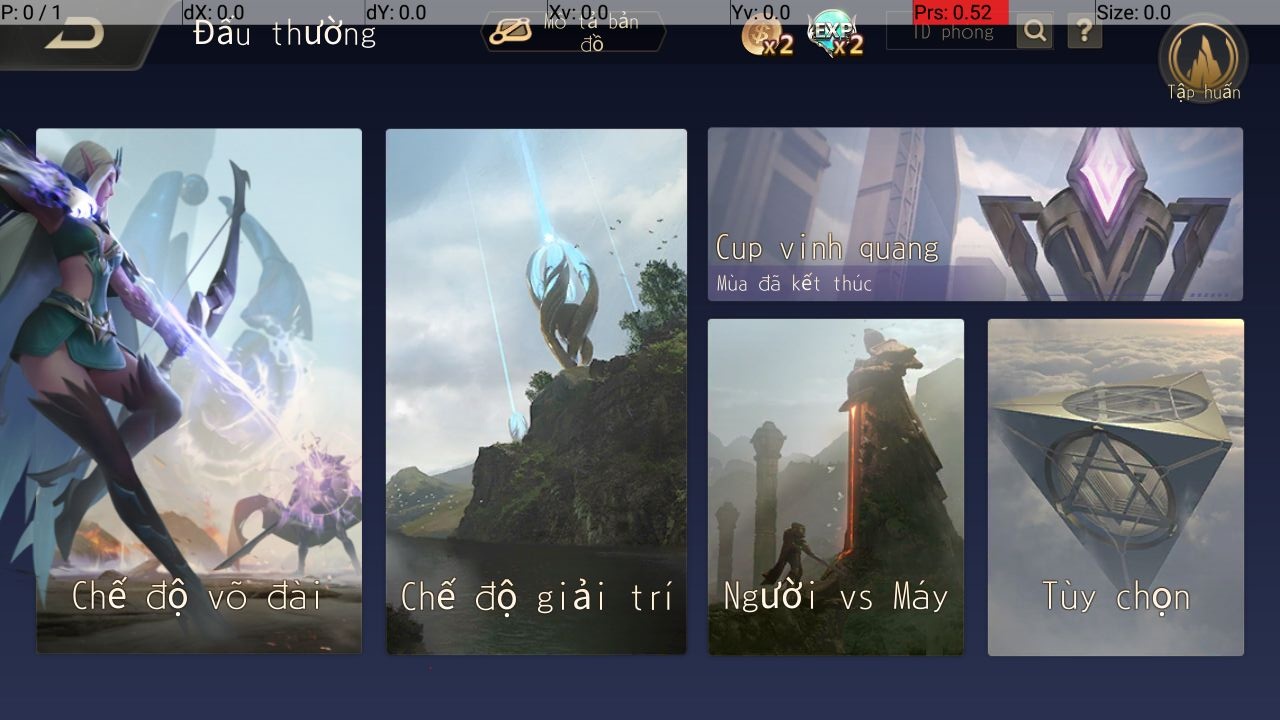 P: 0 / 1
dX: 0.0
dY: 0.0
Xv: 0.0
Yv: 0.0
Prs: 0.52
Size: 0.0
Đấu thường
Mô tả bản
đồ
x2
EXP
x2
ID phòng
?
Tập huấn
Cup vinh quang
Mùa đã kết thúc
Chế độ võ đài
Chế độ giải trí
Người vs Máy
Tùy chọn